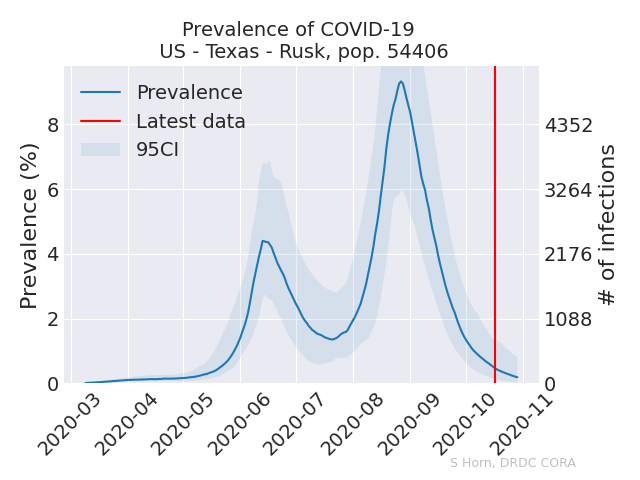 Prevalence of COVID-19
US - Texas - Rusk, pop. 54406
Prevalence
Latest data
95CI
Prevalence (%)
8
6
4
2
0
# of infections
4352
3264
2176
1088
0
2020-03
2020-04
2020-05
2020-06
2020-07
2020-08
2020-09
2020-10
2020-11
S Horn, DRDC CORA